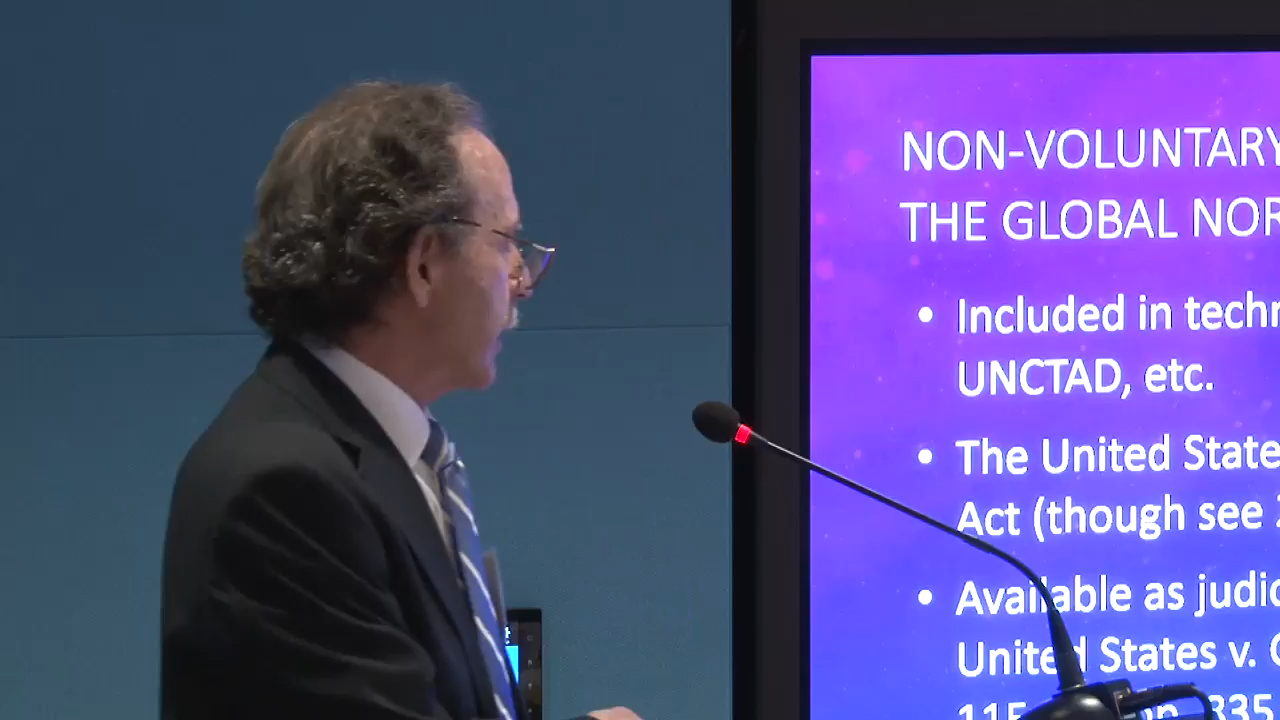 NON-VOLUNTARY
THE GLOBAL NOR
• Included in techn
UNCTAD, etc.
• The United State
Act (though see
• Available as judic
United States v.